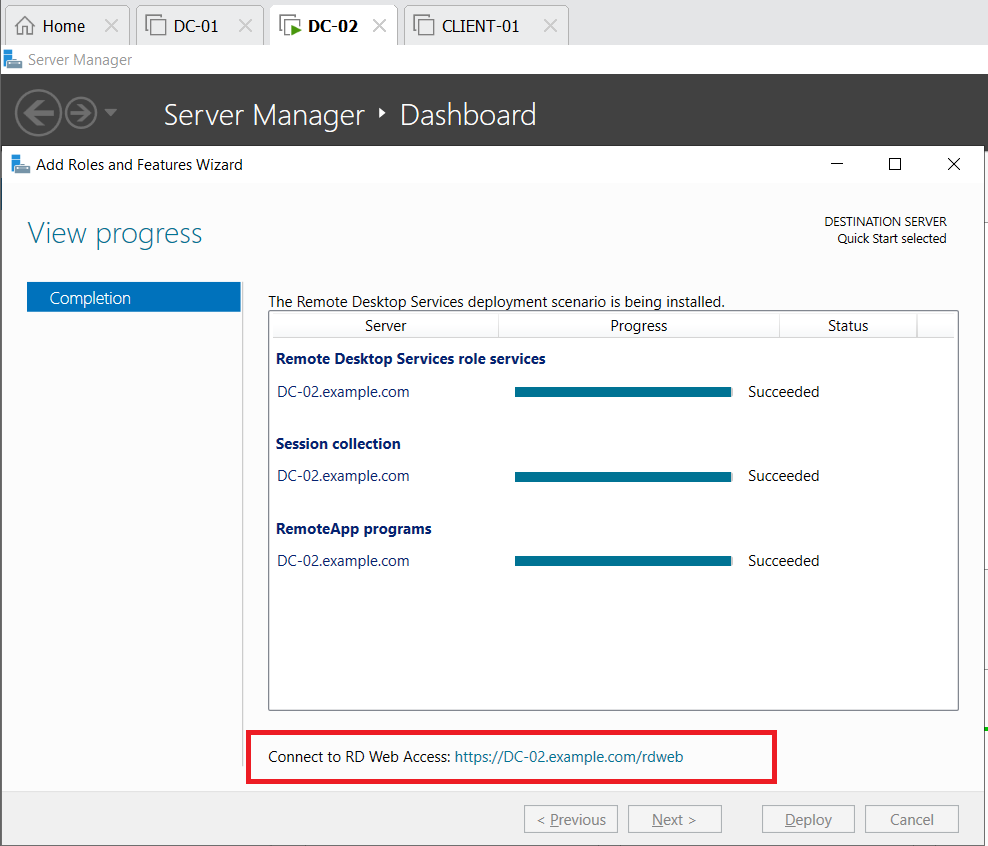 Home
DC-01
DC-02
CLIENT-01
Server Manager
Server Manager ‣ Dashboard
Add Roles and Features Wizard
View progress
DESTINATION SERVER
Quick Start selected
Completion
The Remote Desktop Services deployment scenario is being installed.
Server Progress Status
Remote Desktop Services role services
DC-02.example.com Succeeded
Session collection
DC-02.example.com Succeeded
RemoteApp programs
DC-02.example.com Succeeded
Connect to RD Web Access: https://DC-02.example.com/rdweb
< Previous Next > Deploy Cancel